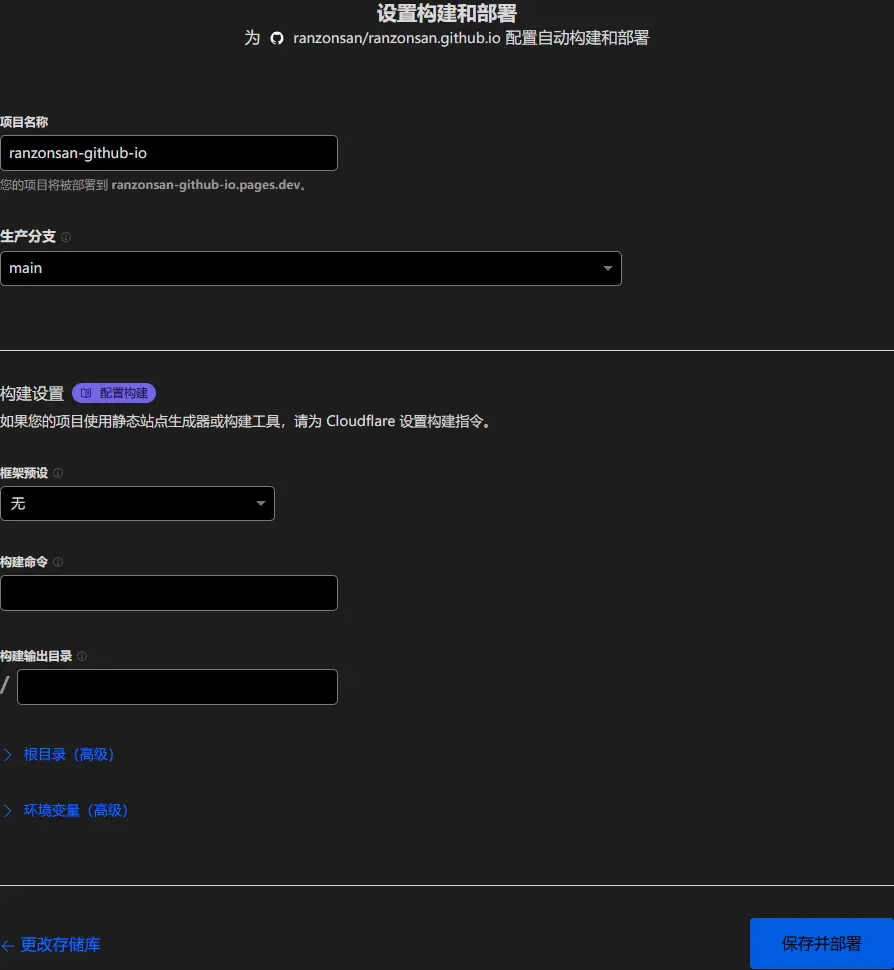 设置构建和部署
为 ranzonsan/ranzonsan.github.io 配置自动构建和部署
项目名称
ranzonsan-github-io
您的项目将被部署到 ranzonsan-github-io.pages.dev。
生产分支
main
构建设置 配置构建
如果您的项目使用静态站点生成器或构建工具，请为 Cloudflare 设置构建指令。
框架预设
无
构建命令
构建输出目录
/
根目录（高级）
环境变量（高级）
← 更改存储库
保存并部署